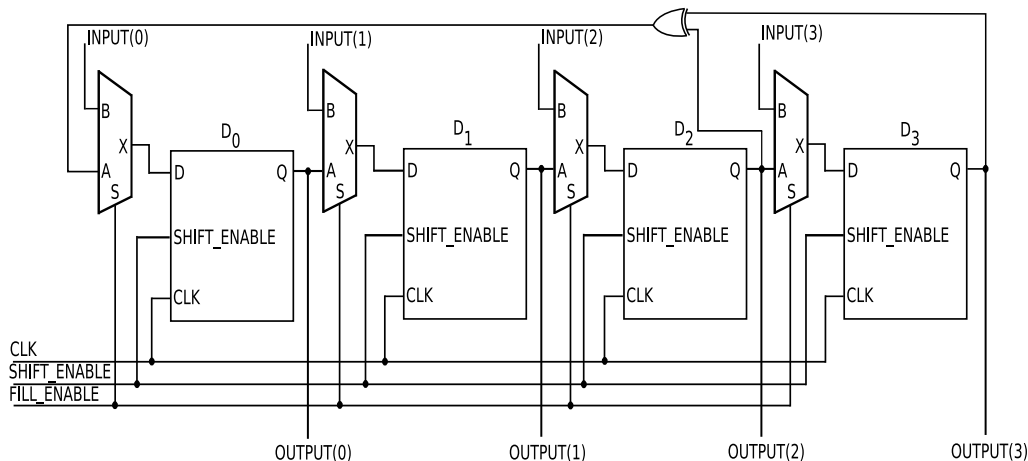 INPUT(0)
INPUT(1)
INPUT(2)
INPUT(3)
B
A
X
S
D0
D
Q
SHIFT_ENABLE
CLK
B
A
X
S
D1
D
Q
SHIFT_ENABLE
CLK
B
A
X
S
D2
D
Q
SHIFT_ENABLE
CLK
B
A
X
S
D3
D
Q
SHIFT_ENABLE
CLK
CLK
SHIFT_ENABLE
FILL_ENABLE
OUTPUT(0)
OUTPUT(1)
OUTPUT(2)
OUTPUT(3)